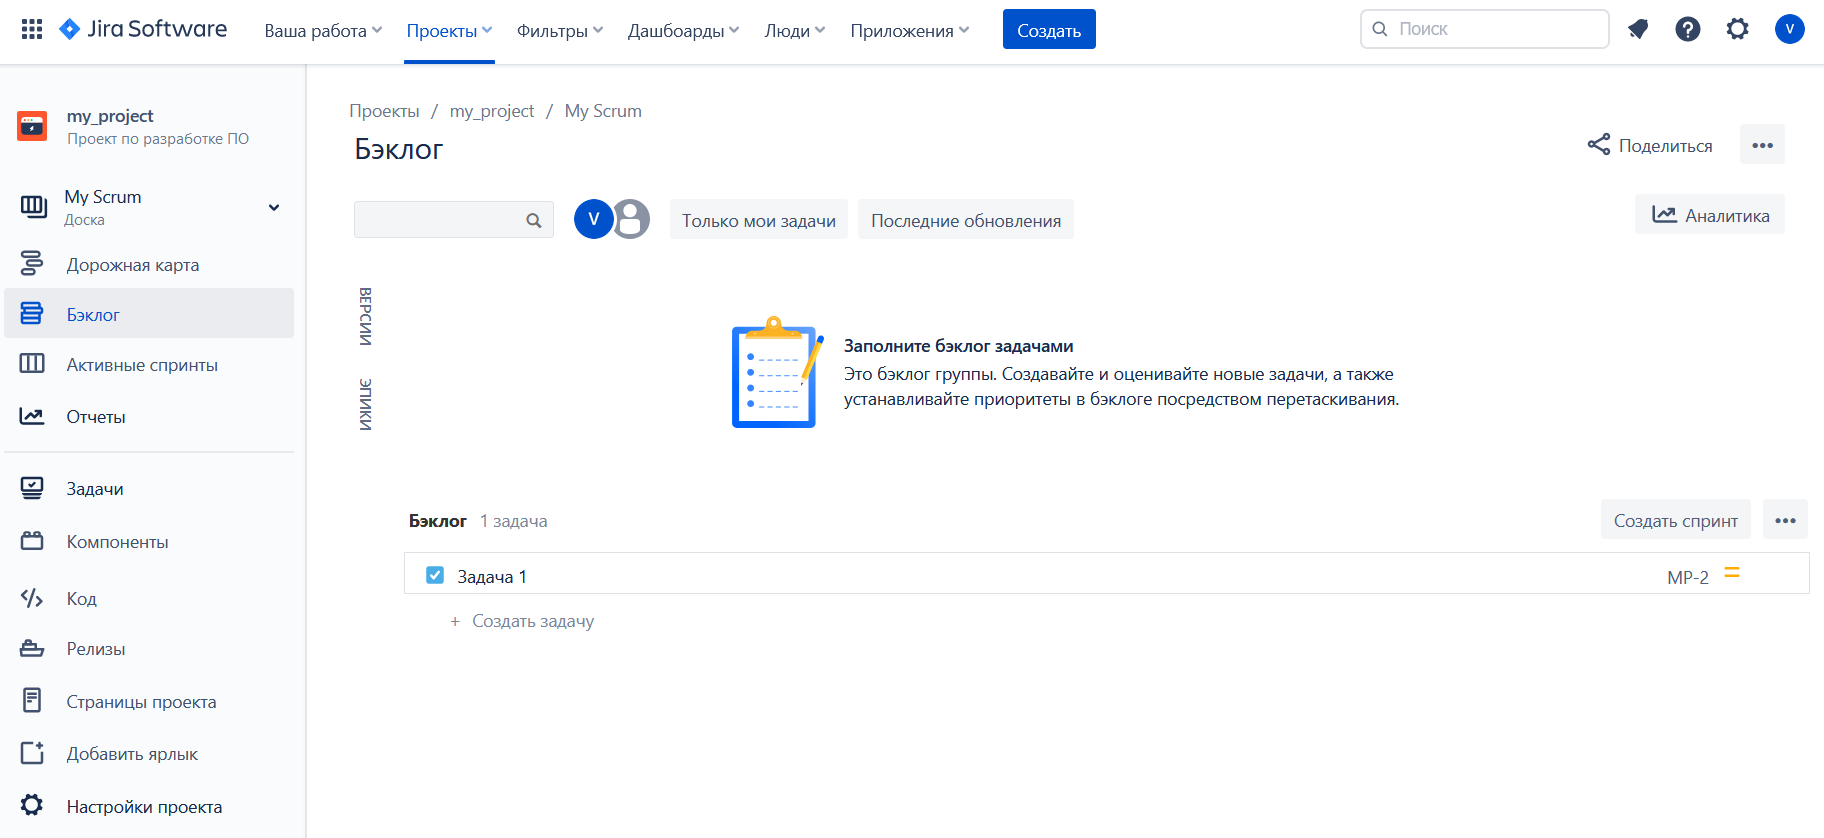 Jira Software
Ваша работа
Проекты
Фильтры
Дашборды
Люди
Приложения
Создать
Поиск
V
my_project
Проект по разработке ПО
My Scrum
Доска
Дорожная карта
Бэклог
Активные спринты
Отчеты
Задачи
Компоненты
Код
Релизы
Страницы проекта
Добавить ярлык
Настройки проекта
Проекты / my_project / My Scrum
Бэклог
Поделиться
V
Только мои задачи
Последние обновления
Аналитика
ВЕРСИИ
ЭПИКИ
Заполните бэклог задачами
Это бэклог группы. Создавайте и оценивайте новые задачи, а также
устанавливайте приоритеты в бэклоге посредством перетаскивания.
Бэклог 1 задача
Создать спринт
Задача 1
MP-2
+ Создать задачу